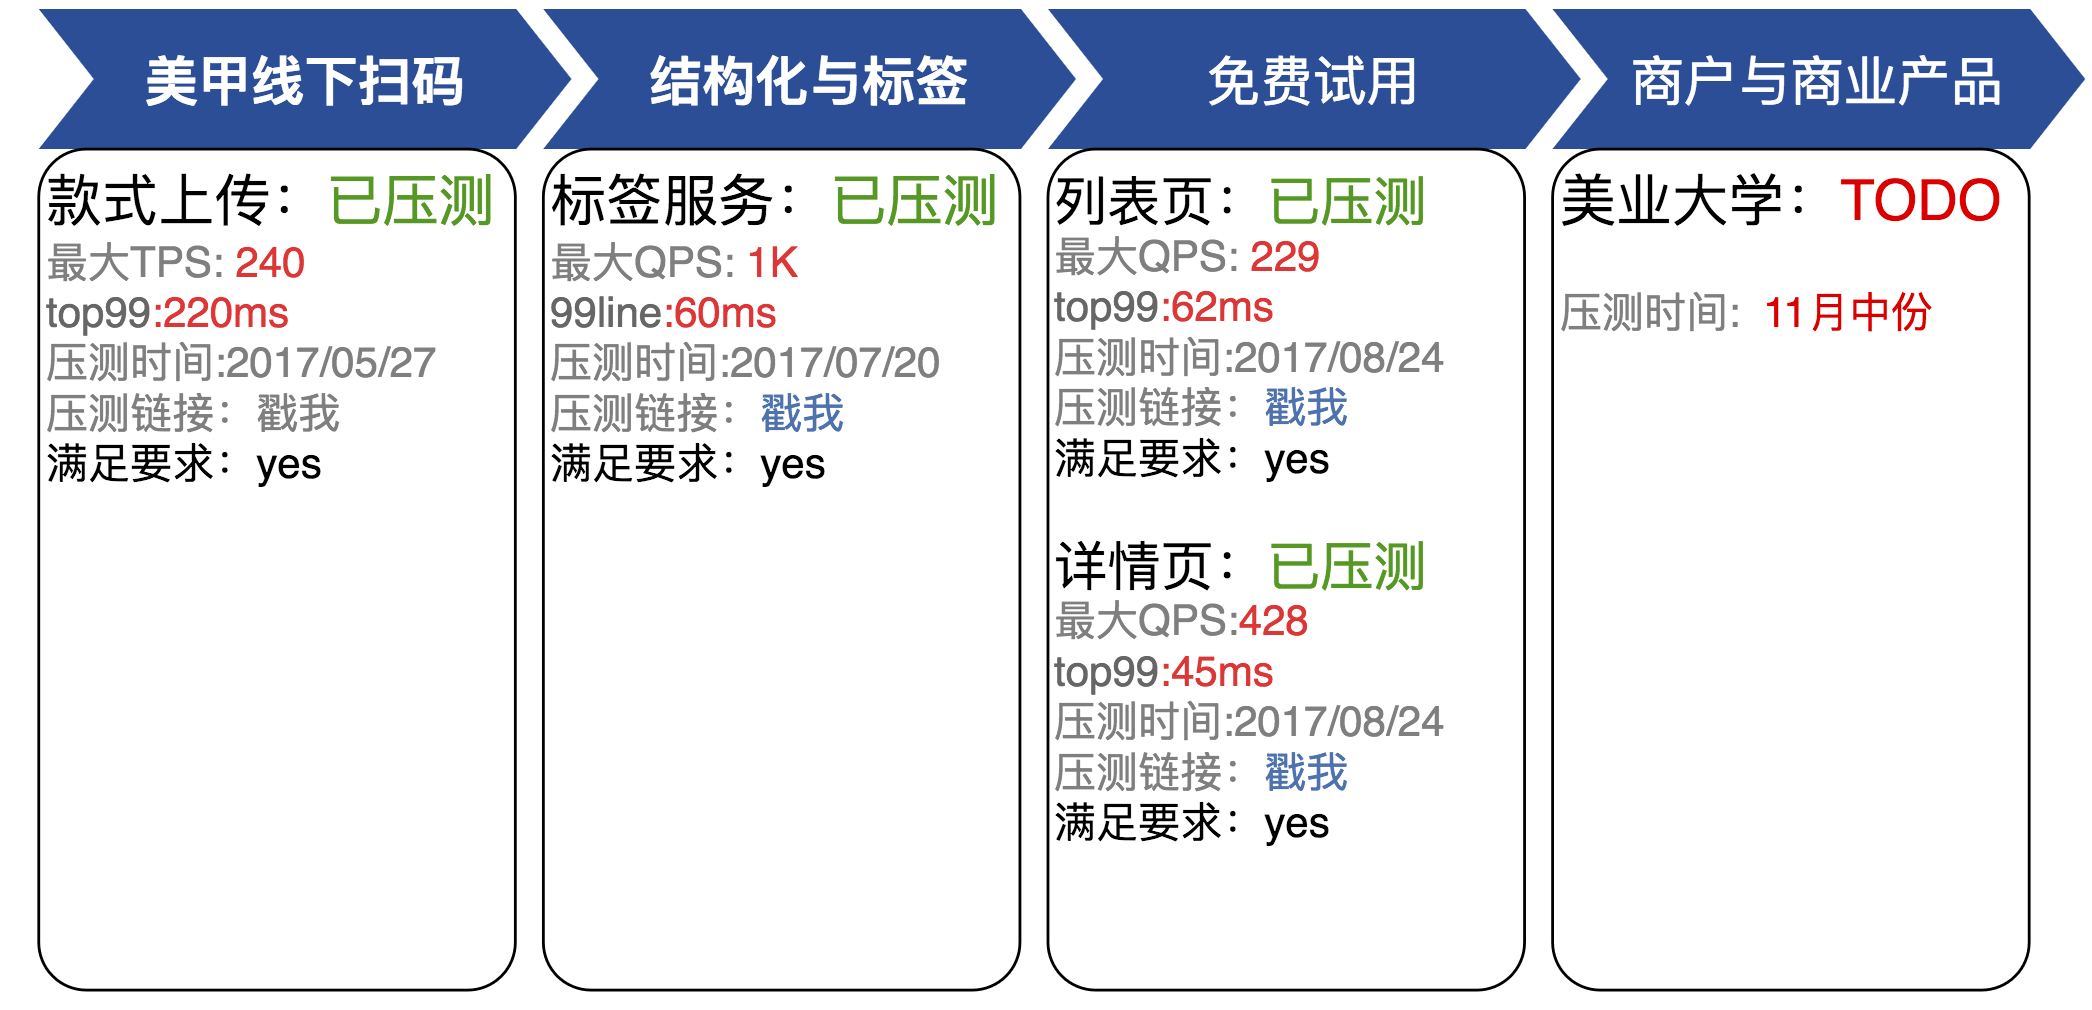 美甲线下扫码
结构化与标签
免费试用
商户与商业产品
款式上传：已压测
最大TPS: 240
top99:220ms
压测时间:2017/05/27
压测链接：戳我
满足要求：yes
标签服务：已压测
最大QPS: 1K
99line:60ms
压测时间:2017/07/20
压测链接：戳我
满足要求：yes
列表页：已压测
最大QPS: 229
top99:62ms
压测时间:2017/08/24
压测链接：戳我
满足要求：yes
详情页：已压测
最大QPS:428
top99:45ms
压测时间:2017/08/24
压测链接：戳我
满足要求：yes
美业大学：TODO
压测时间: 11月中份